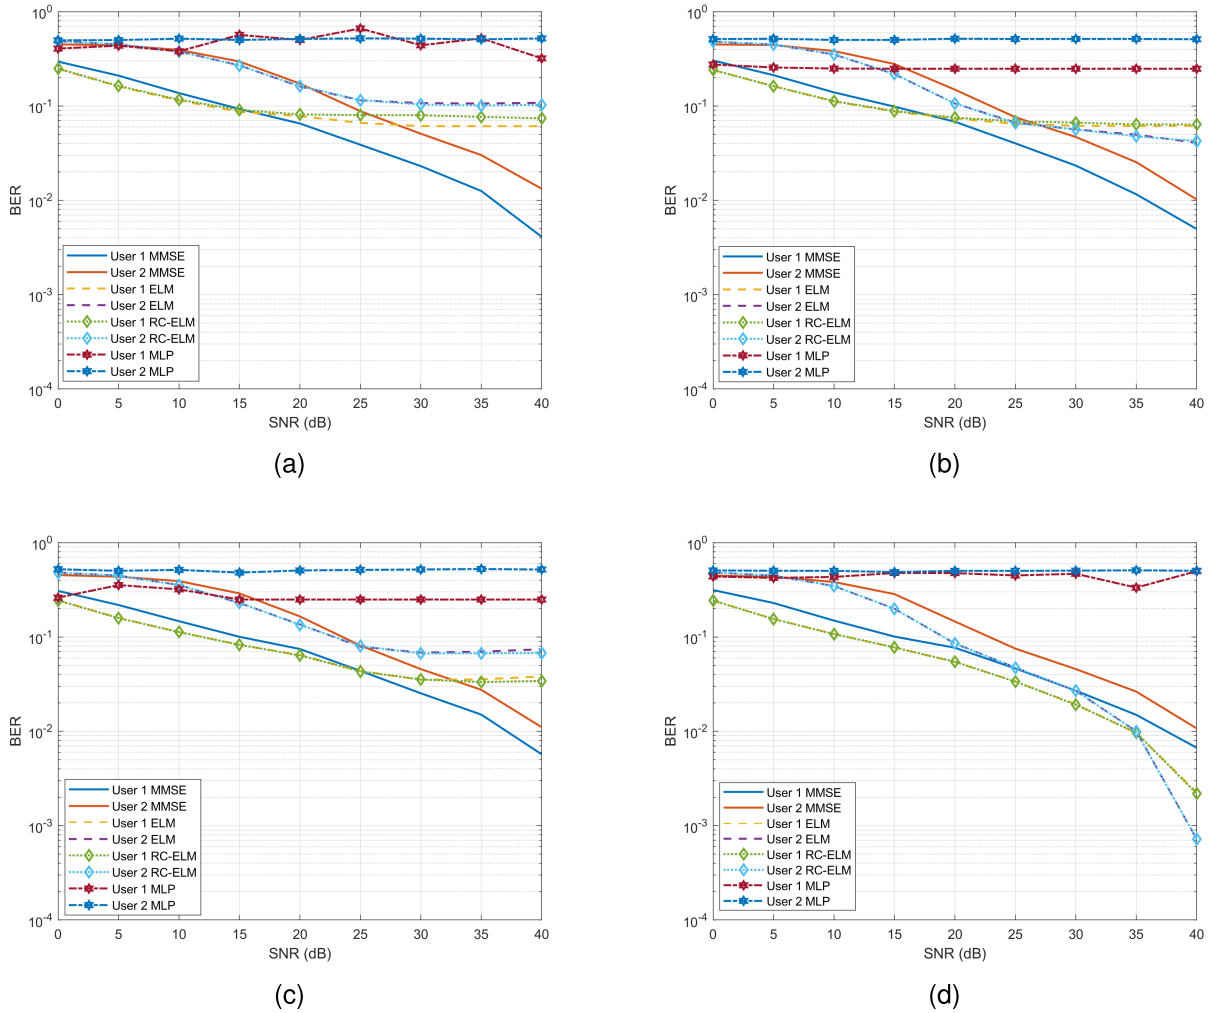 10^0
10^-1
10^-2
10^-3
10^-4
BER
User 1 MMSE
User 2 MMSE
User 1 ELM
User 2 ELM
User 1 RC-ELM
User 2 RC-ELM
User 1 MLP
User 2 MLP
0 5 10 15 20 25 30 35 40
SNR (dB)
(a)
10^0
10^-1
10^-2
10^-3
10^-4
BER
User 1 MMSE
User 2 MMSE
User 1 ELM
User 2 ELM
User 1 RC-ELM
User 2 RC-ELM
User 1 MLP
User 2 MLP
0 5 10 15 20 25 30 35 40
SNR (dB)
(b)
10^0
10^-1
10^-2
10^-3
10^-4
BER
User 1 MMSE
User 2 MMSE
User 1 ELM
User 2 ELM
User 1 RC-ELM
User 2 RC-ELM
User 1 MLP
User 2 MLP
0 5 10 15 20 25 30 35 40
SNR (dB)
(c)
10^0
10^-1
10^-2
10^-3
10^-4
BER
User 1 MMSE
User 2 MMSE
User 1 ELM
User 2 ELM
User 1 RC-ELM
User 2 RC-ELM
User 1 MLP
User 2 MLP
0 5 10 15 20 25 30 35 40
SNR (dB)
(d)